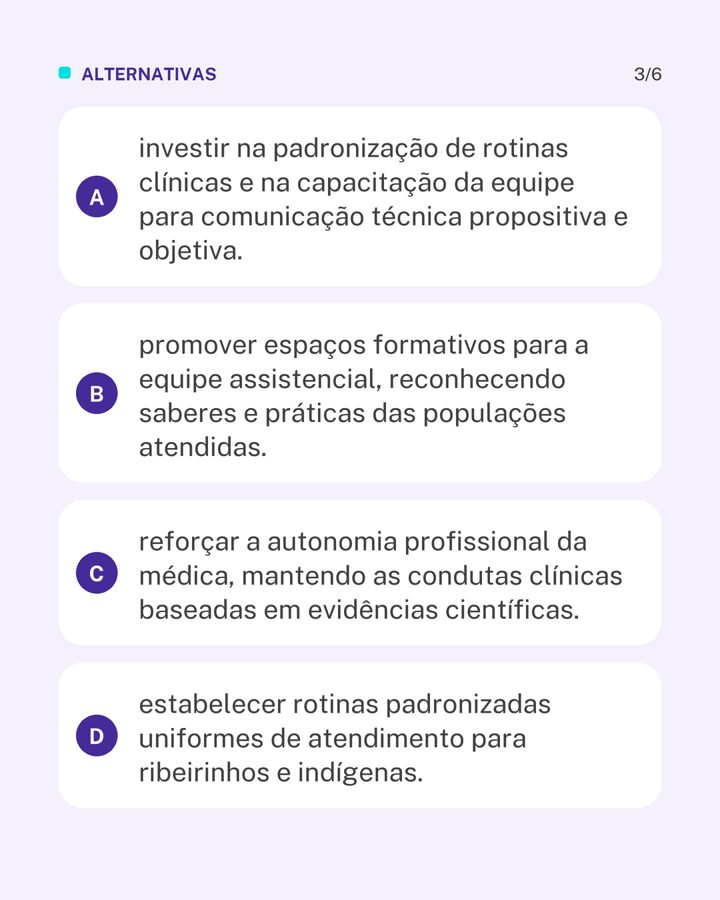 ALTERNATIVAS
3/6
A
investir na padronização de rotinas
clínicas e na capacitação da equipe
para comunicação técnica propositiva e
objetiva.
B
promover espaços formativos para a
equipe assistencial, reconhecendo
saberes e práticas das populações
atendidas.
C
reforçar a autonomia profissional da
médica, mantendo as condutas clínicas
baseadas em evidências científicas.
D
estabelecer rotinas padronizadas
uniformes de atendimento para
ribeirinhos e indígenas.